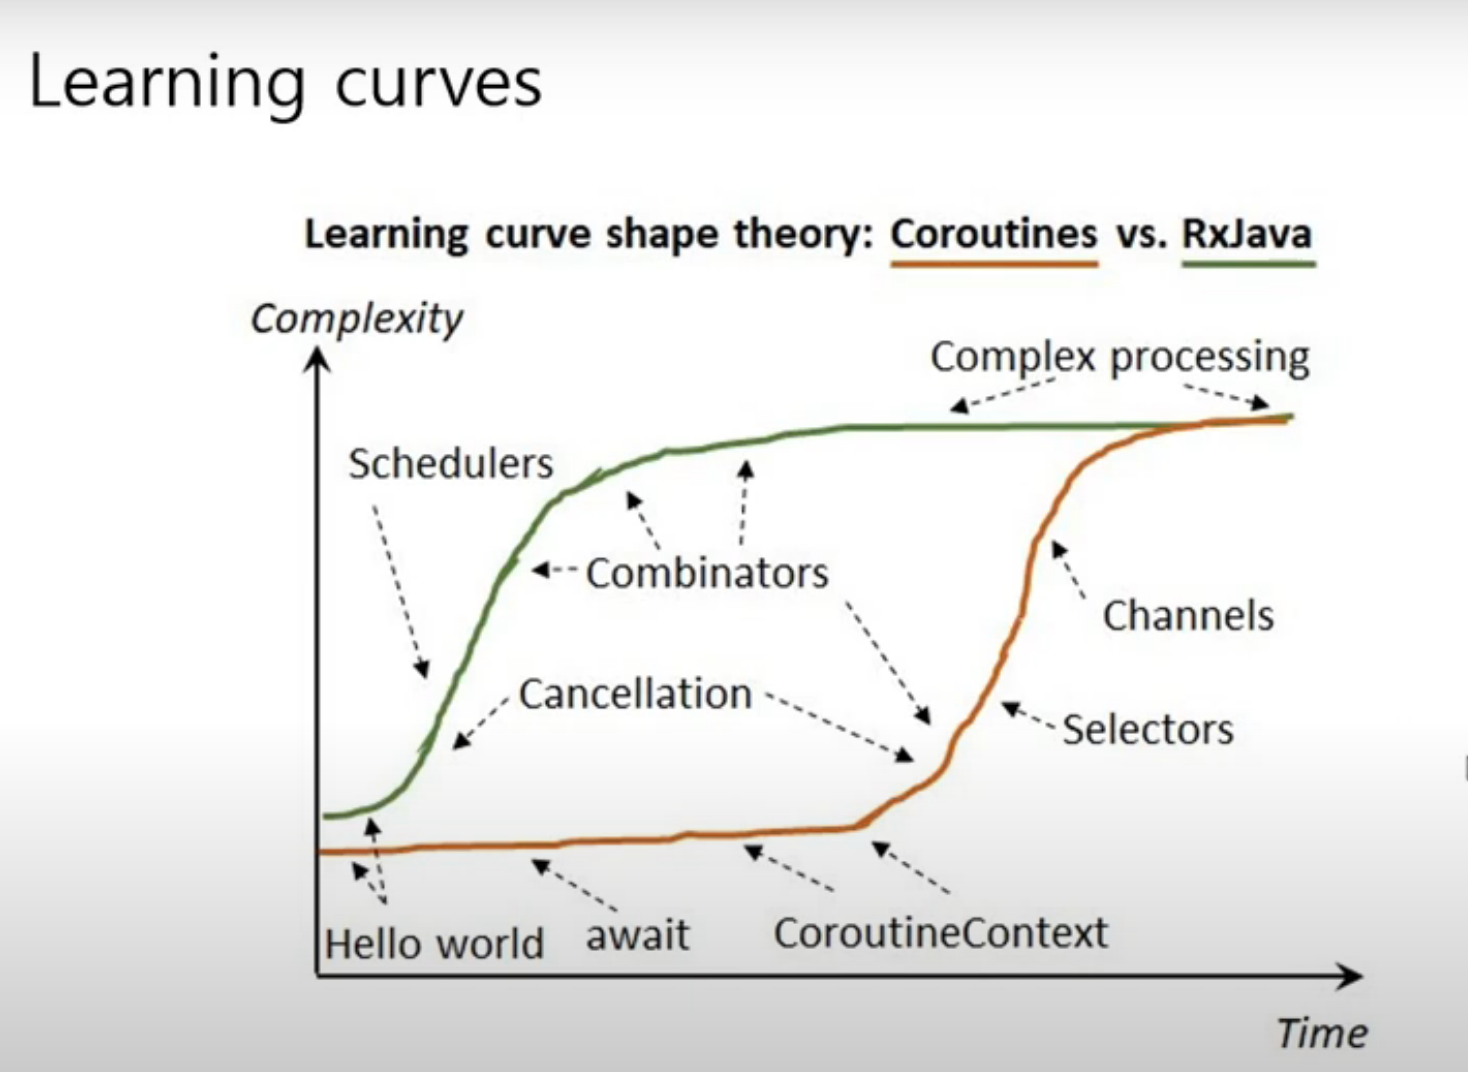 Learning curves
Learning curve shape theory: Coroutines vs. RxJava
Complexity
Complex processing
Schedulers
Combinators
Channels
Cancellation
Selectors
Hello world
await
CoroutineContext
Time